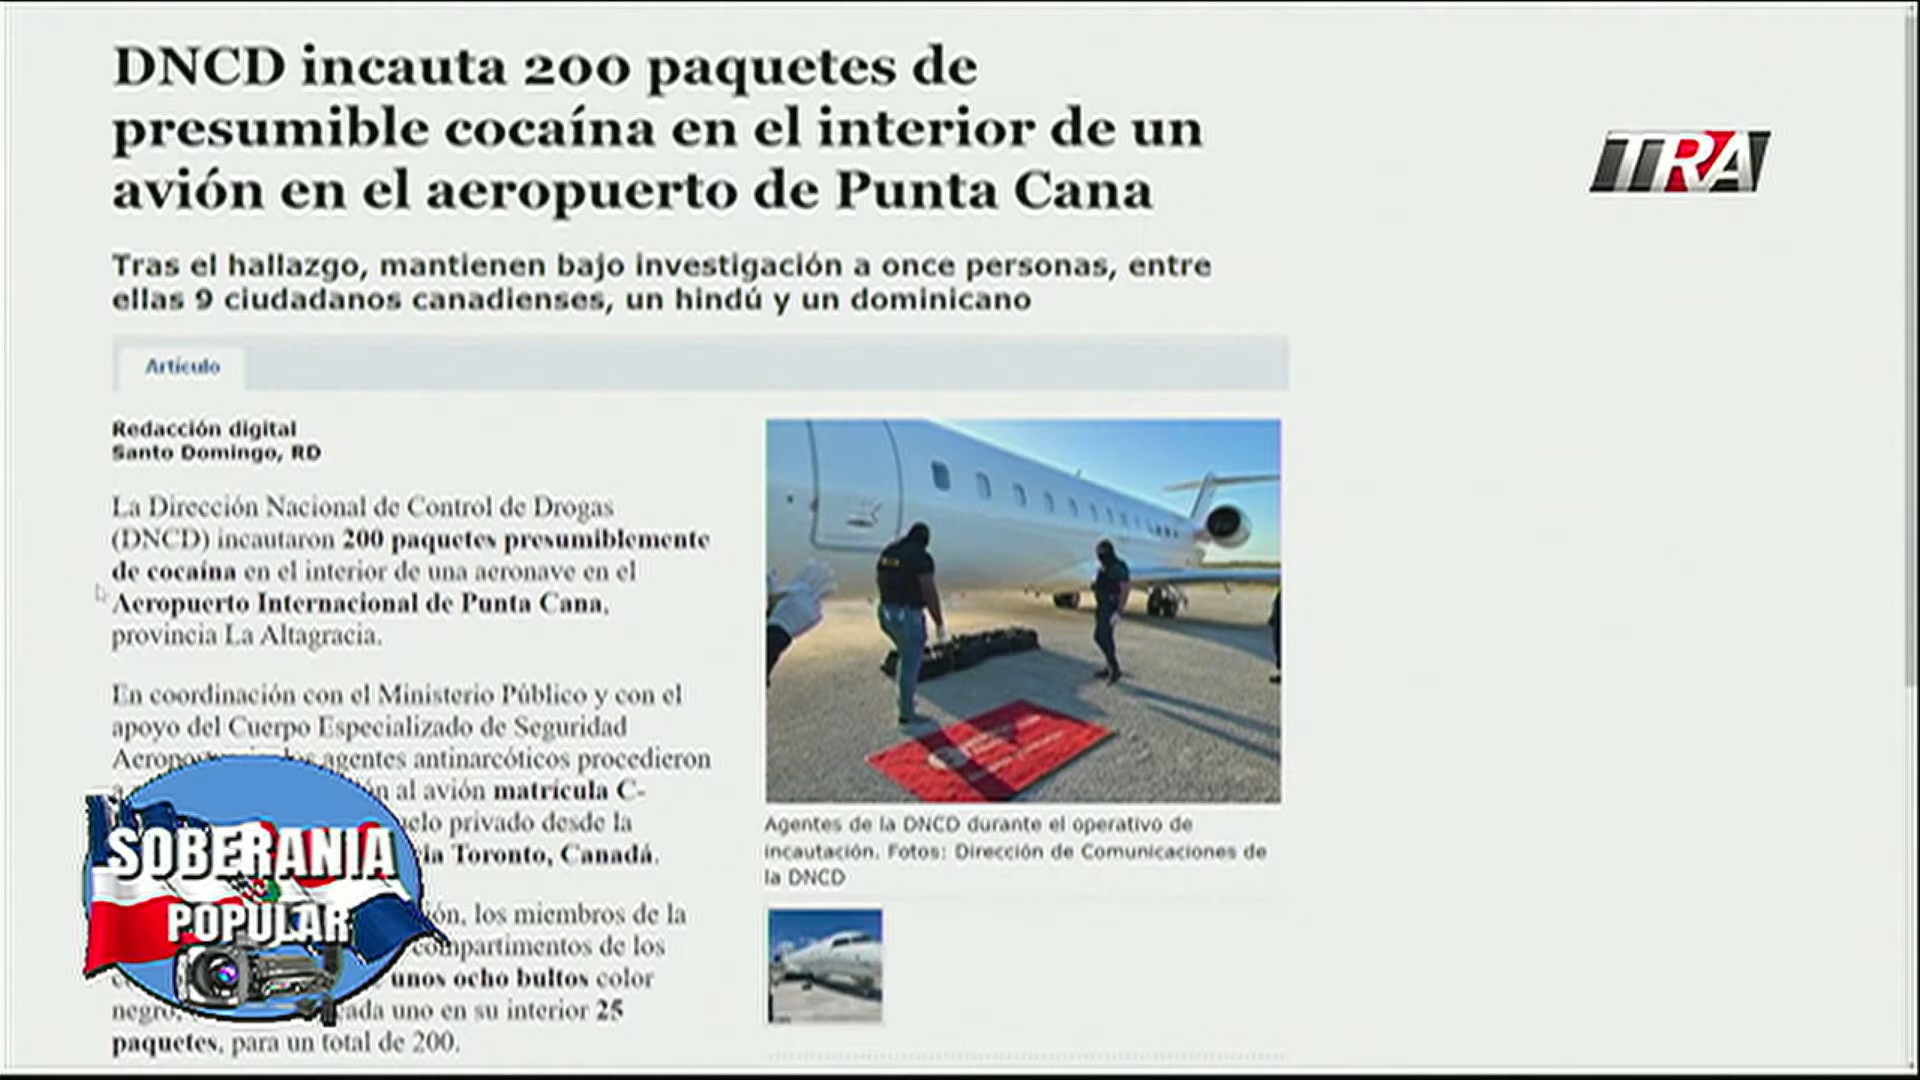 DNCD incauta 200 paquetes de
presumible cocaína en el interior de un
avión en el aeropuerto de Punta Cana
TRA
Tras el hallazgo, mantienen bajo investigación a once personas, entre
ellas 9 ciudadanos canadienses, un hindú y un dominicano
Artículo
Redacción digital
Santo Domingo, RD
La Dirección Nacional de Control de Drogas
(DNCD) incautaron 200 paquetes presumiblemente
de cocaína en el interior de una aeronave en el
Aeropuerto Internacional de Punta Cana,
provincia La Altagracia.
En coordinación con el Ministerio Público y con el
apoyo del Cuerpo Especializado de Seguridad
agentes antinarcóticos procedieron
al avión matrícula C-
privado desde la
Toronto, Canadá.
los miembros de la
compartimentos de los
unos ocho bultos color
negro, cada uno en su interior 25
paquetes, para un total de 200.
Agentes de la DNCD durante el operativo de
incautación. Fotos: Dirección de Comunicaciones de
la DNCD
SOBERANIA
POPULAR